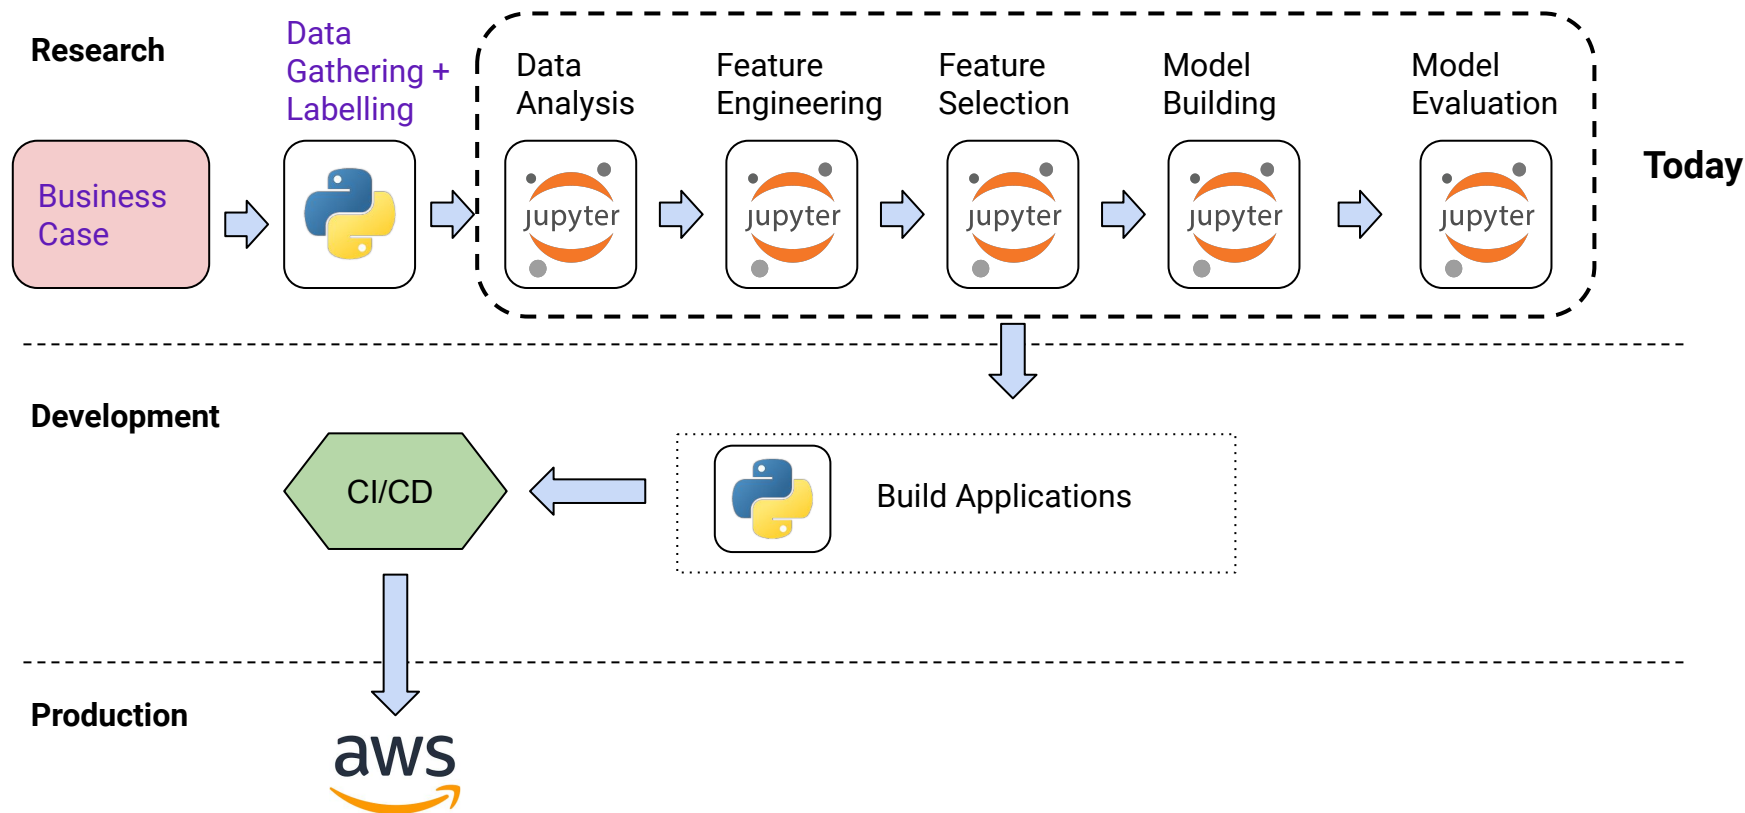 Research
Data
Gathering +
Labelling
Data
Analysis
Feature
Engineering
Feature
Selection
Model
Building
Model
Evaluation
Business
Case
jupyter
jupyter
jupyter
jupyter
jupyter
Today
Development
CI/CD
Build Applications
Production
aws